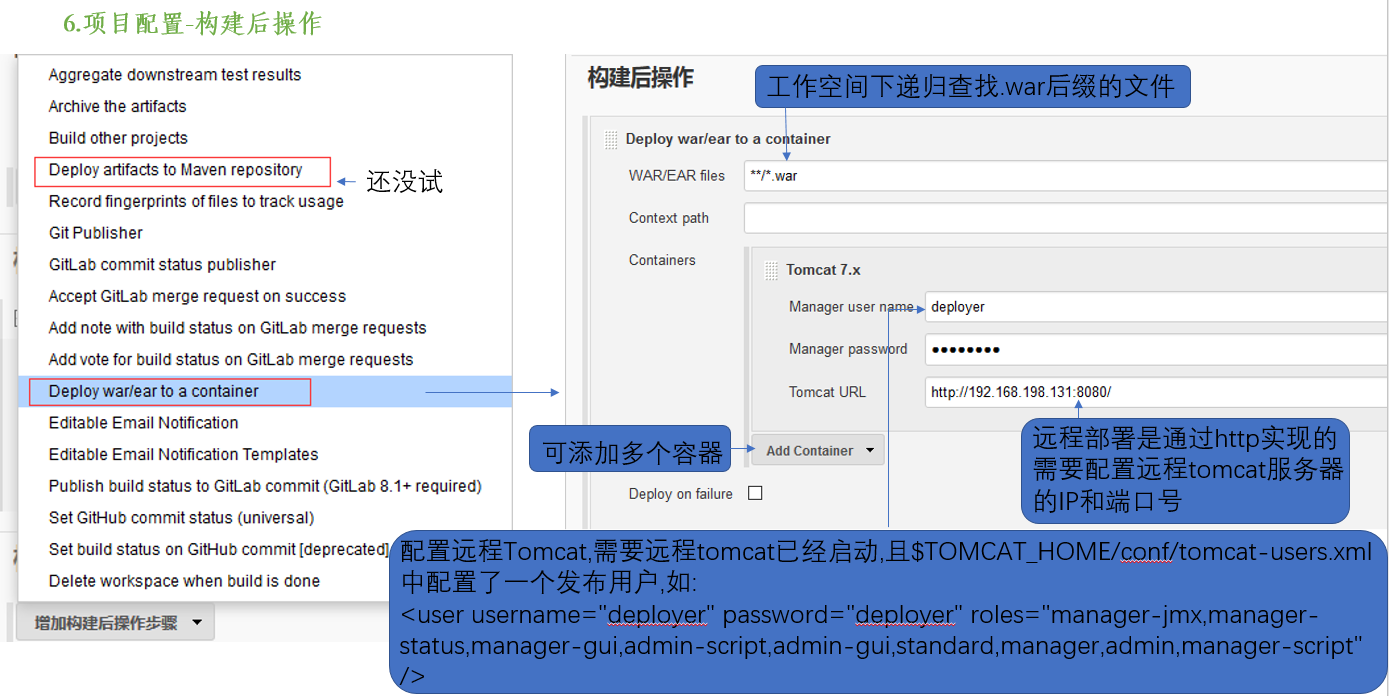 6.项目配置-构建后操作
Aggregate downstream test results
Archive the artifacts
Build other projects
Deploy artifacts to Maven repository
还没试
Record fingerprints of files to track usage
Git Publisher
GitLab commit status publisher
Accept GitLab merge request on success
Add note with build status on GitLab merge requests
Add vote for build status on GitLab merge requests
Deploy war/ear to a container
Editable Email Notification
Editable Email Notification Templates
Publish build status to GitLab commit (GitLab 8.1+ required)
Set GitHub commit status (universal)
Set build status on GitHub commit [deprecated]
Delete workspace when build is done
增加构建后操作步骤
构建后操作
工作空间下递归查找.war后缀的文件
Deploy war/ear to a container
WAR/EAR files
**/*.war
Context path
Containers
Tomcat 7.x
Manager user name
deployer
Manager password
●●●●●●●●
Tomcat URL
http://192.168.198.131:8080/
可添加多个容器
Add Container
远程部署是通过http实现的
需要配置远程tomcat服务器
的IP和端口号
Deploy on failure
配置远程Tomcat,需要远程tomcat已经启动,且$TOMCAT_HOME/conf/tomcat-users.xml
中配置了一个发布用户,如:
<user username="deployer" password="deployer" roles="manager-jmx,manager-
status,manager-gui,admin-script,admin-gui,standard,manager,admin,manager-script"
/>